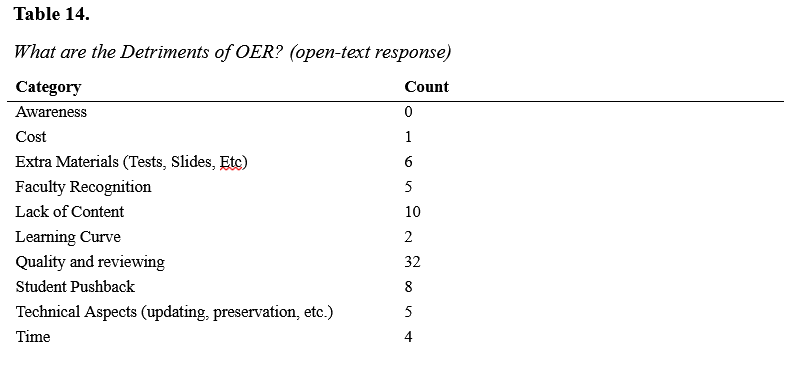 Table 14.
What are the Detriments of OER? (open-text response)
Category Count
Awareness 0
Cost 1
Extra Materials (Tests, Slides, Etc) 6
Faculty Recognition 5
Lack of Content 10
Learning Curve 2
Quality and reviewing 32
Student Pushback 8
Technical Aspects (updating, preservation, etc.) 5
Time 4